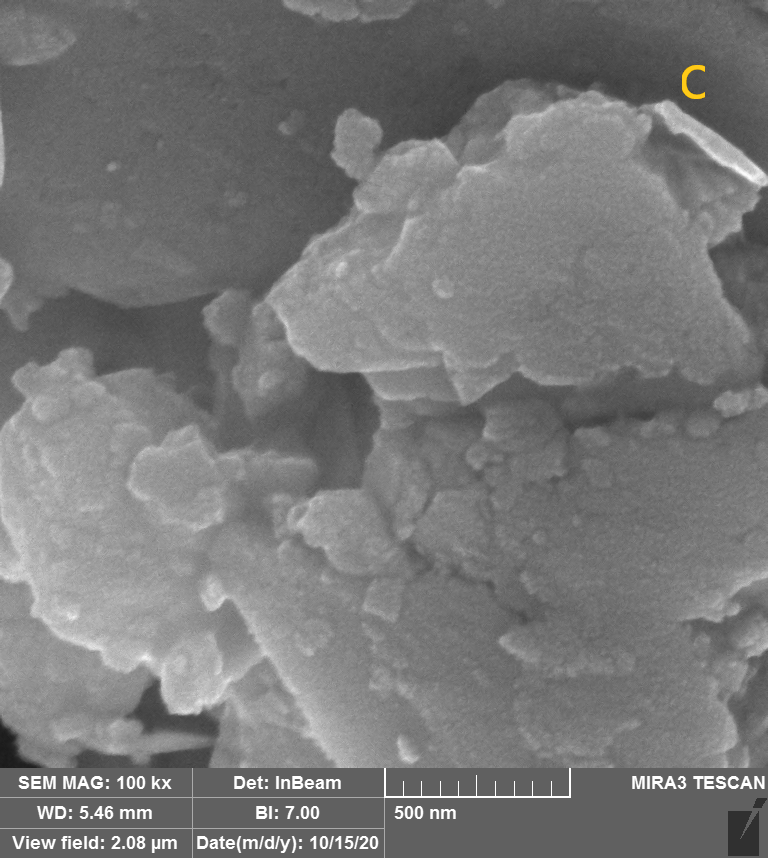 C
SEM MAG: 100 kx Det: InBeam MIRA3 TESCAN
WD: 5.46 mm BI: 7.00 500 nm
View field: 2.08 µm Date(m/d/y): 10/15/20